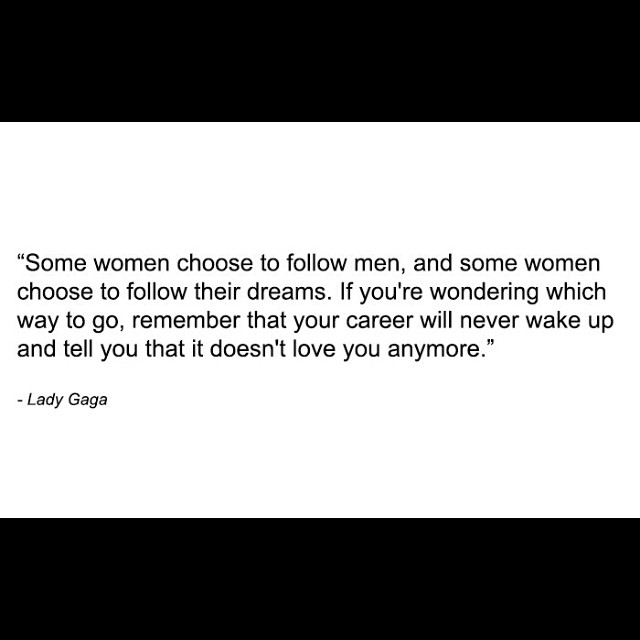 “Some women choose to follow men, and some women
choose to follow their dreams. If you're wondering which
way to go, remember that your career will never wake up
and tell you that it doesn't love you anymore.”
- Lady Gaga